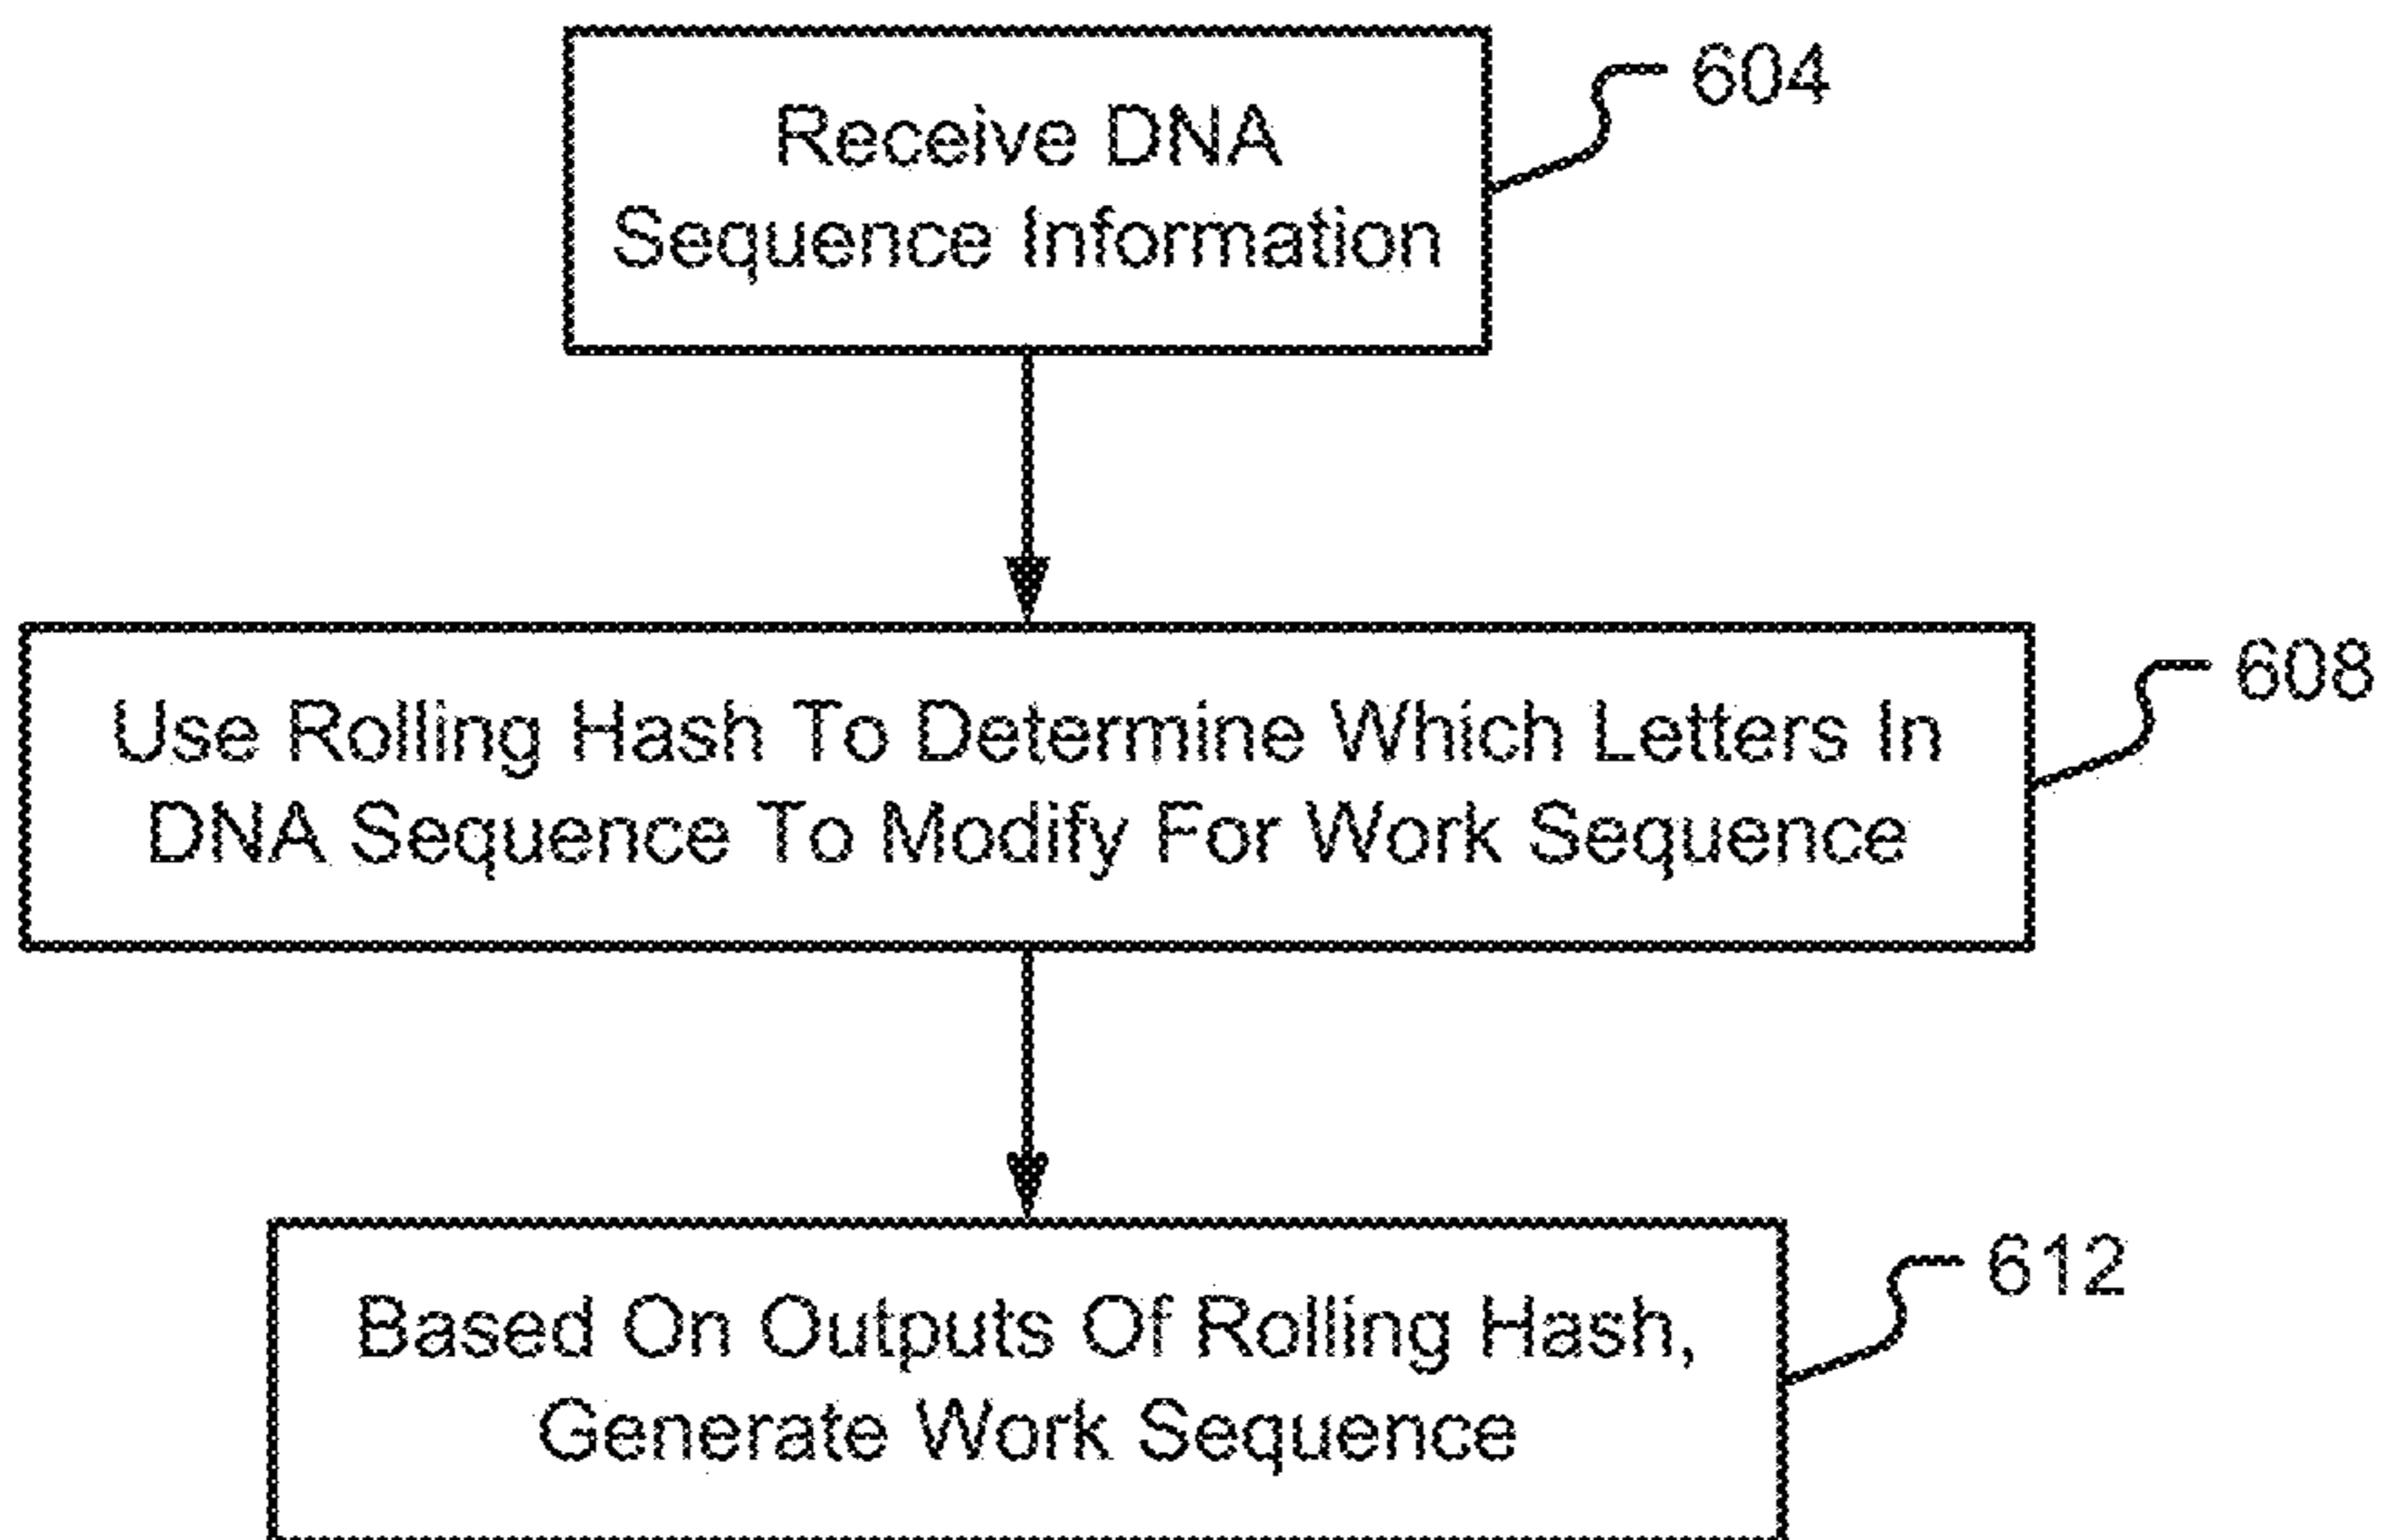 Receive DNA
Sequence Information
604
Use Rolling Hash To Determine Which Letters In
DNA Sequence To Modify For Work Sequence
608
Based On Outputs Of Rolling Hash,
Generate Work Sequence
612